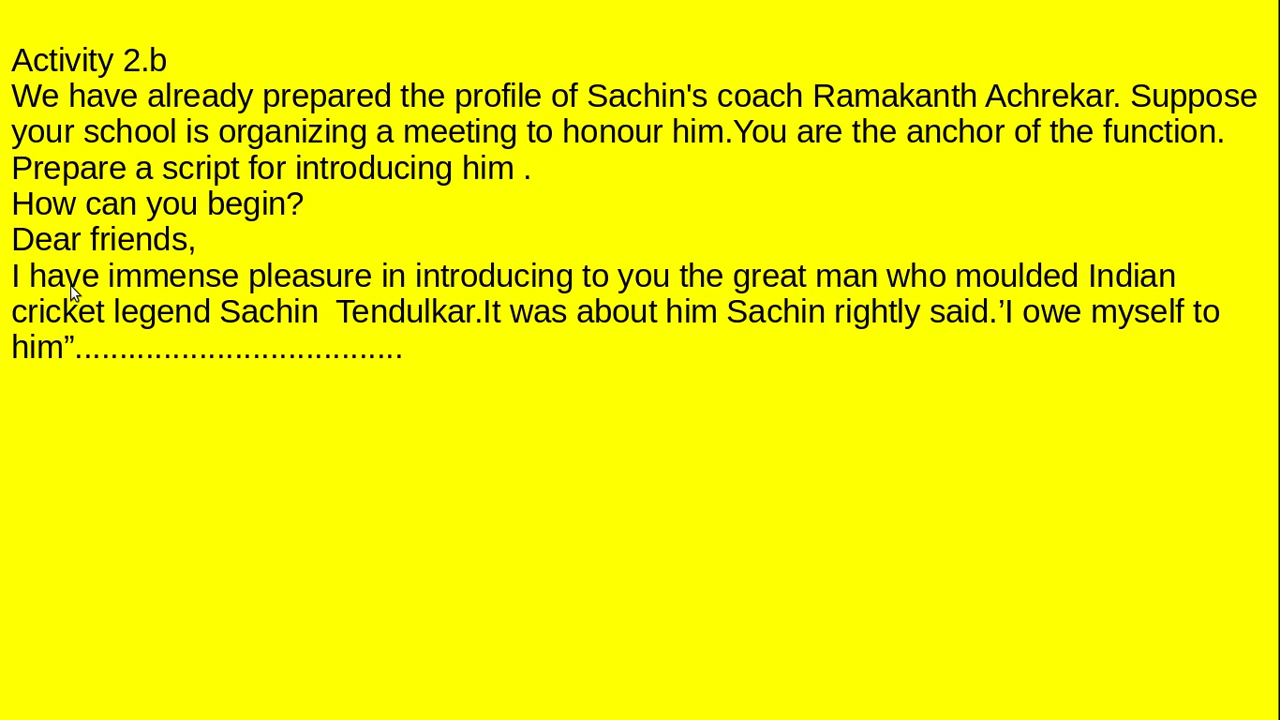 Activity 2.b
We have already prepared the profile of Sachin's coach Ramakanth Achrekar. Suppose
your school is organizing a meeting to honour him.You are the anchor of the function.
Prepare a script for introducing him .
How can you begin?
Dear friends,
I have immense pleasure in introducing to you the great man who moulded Indian
cricket legend Sachin  Tendulkar.It was about him Sachin rightly said.’I owe myself to
him”.....................................